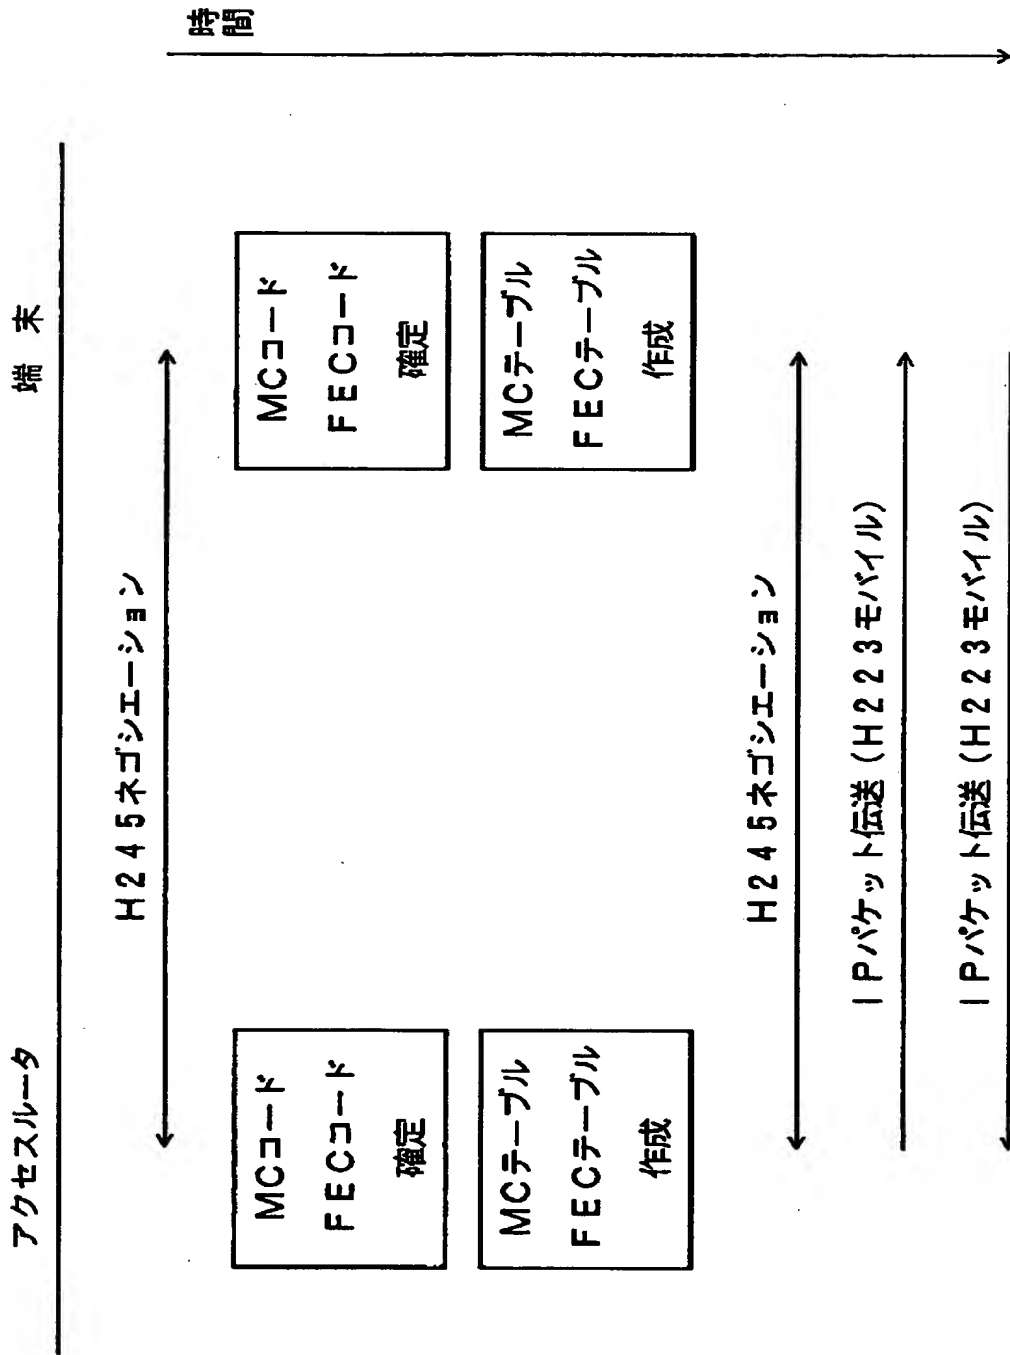 アクセスルータ
端 末
時間
H245ネゴシエーション
MCコード
FECコード
確定
MCコード
FECコード
確定
MCテーブル
FECテーブル
作成
MCテーブル
FECテーブル
作成
H245ネゴシエーション
IPパケット伝送(H223モバイル)
IPパケット伝送(H223モバイル)